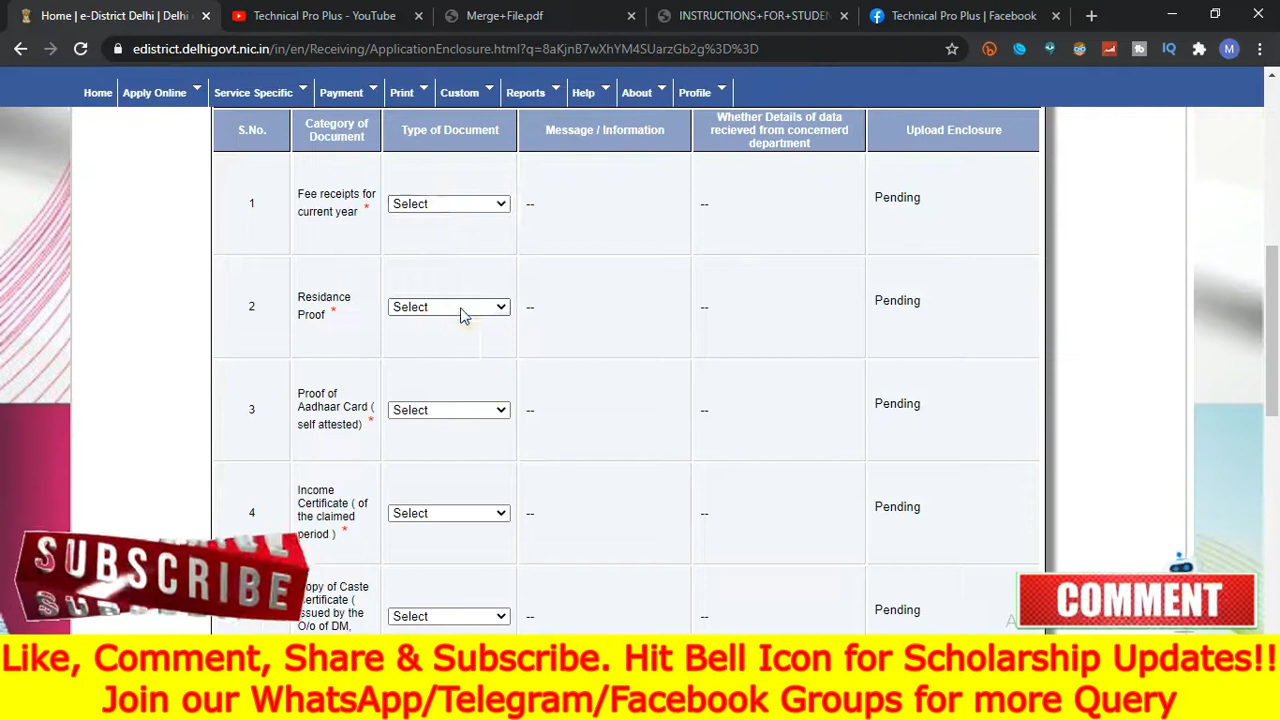 Home | e-District Delhi | Delhi
Technical Pro Plus - YouTube
Merge+File.pdf
INSTRUCTIONS+FOR+STUDEN
Technical Pro Plus | Facebook
edistrict.delhigovt.nic.in/in/en/Receiving/ApplicationEnclosure.html?q=8aKjnB7wXhYM4SUarzGb2g%3D%3D
IQ
M
Home
Apply Online
Service Specific
Payment
Print
Custom
Reports
Help
About
Profile
S.No.
Category of
Document
Type of Document
Message / Information
Whether Details of data
recieved from concernerd
department
Upload Enclosure
1
Fee receipts for
current year *
Select
--
--
Pending
2
Residance
Proof *
Select
--
--
Pending
3
Proof of
Aadhaar Card (
self attested) *
Select
--
--
Pending
4
Income
Certificate ( of
the claimed
period ) *
Select
--
--
Pending
Copy of Caste
Certificate (
issued by the
O/o of DM,
Select
--
--
Pending
SUBSCRIBE
COMMENT
Like, Comment, Share & Subscribe. Hit Bell Icon for Scholarship Updates!!
Join our WhatsApp/Telegram/Facebook Groups for more Query